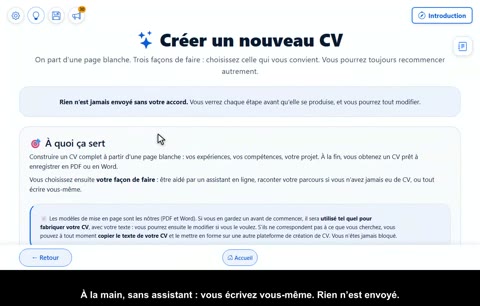 Introduction
Créer un nouveau CV
On part d'une page blanche. Trois façons de faire : choisissez celle qui vous convient. Vous pourrez toujours recommencer
autrement.
Rien n'est jamais envoyé sans votre accord. Vous verrez chaque étape avant qu'elle se produise, et vous pourrez tout modifier.
À quoi ça sert
Construire un CV complet à partir d'une page blanche : vos expériences, vos compétences, votre projet. À la fin, vous obtenez un CV prêt à
enregistrer en PDF ou en Word.
Vous choisissez ensuite votre façon de faire : être aidé par un assistant en ligne, raconter votre parcours si vous n'avez jamais eu de CV, ou tout
écrire vous-même.
Les modèles de mise en page sont les nôtres (PDF et Word). Si vous en gardez un avant de commencer, il sera utilisé tel quel pour
fabriquer votre CV, avec votre texte : vous pourrez ensuite le modifier si vous le voulez. S'ils ne correspondent pas à ce que vous cherchez, vous
pouvez à tout moment copier le texte de votre CV et le mettre en forme sur une autre plateforme de création de CV. Vous n'êtes jamais bloqué.
← Retour
Accueil
À la main, sans assistant : vous écrivez vous-même. Rien n'est envoyé.